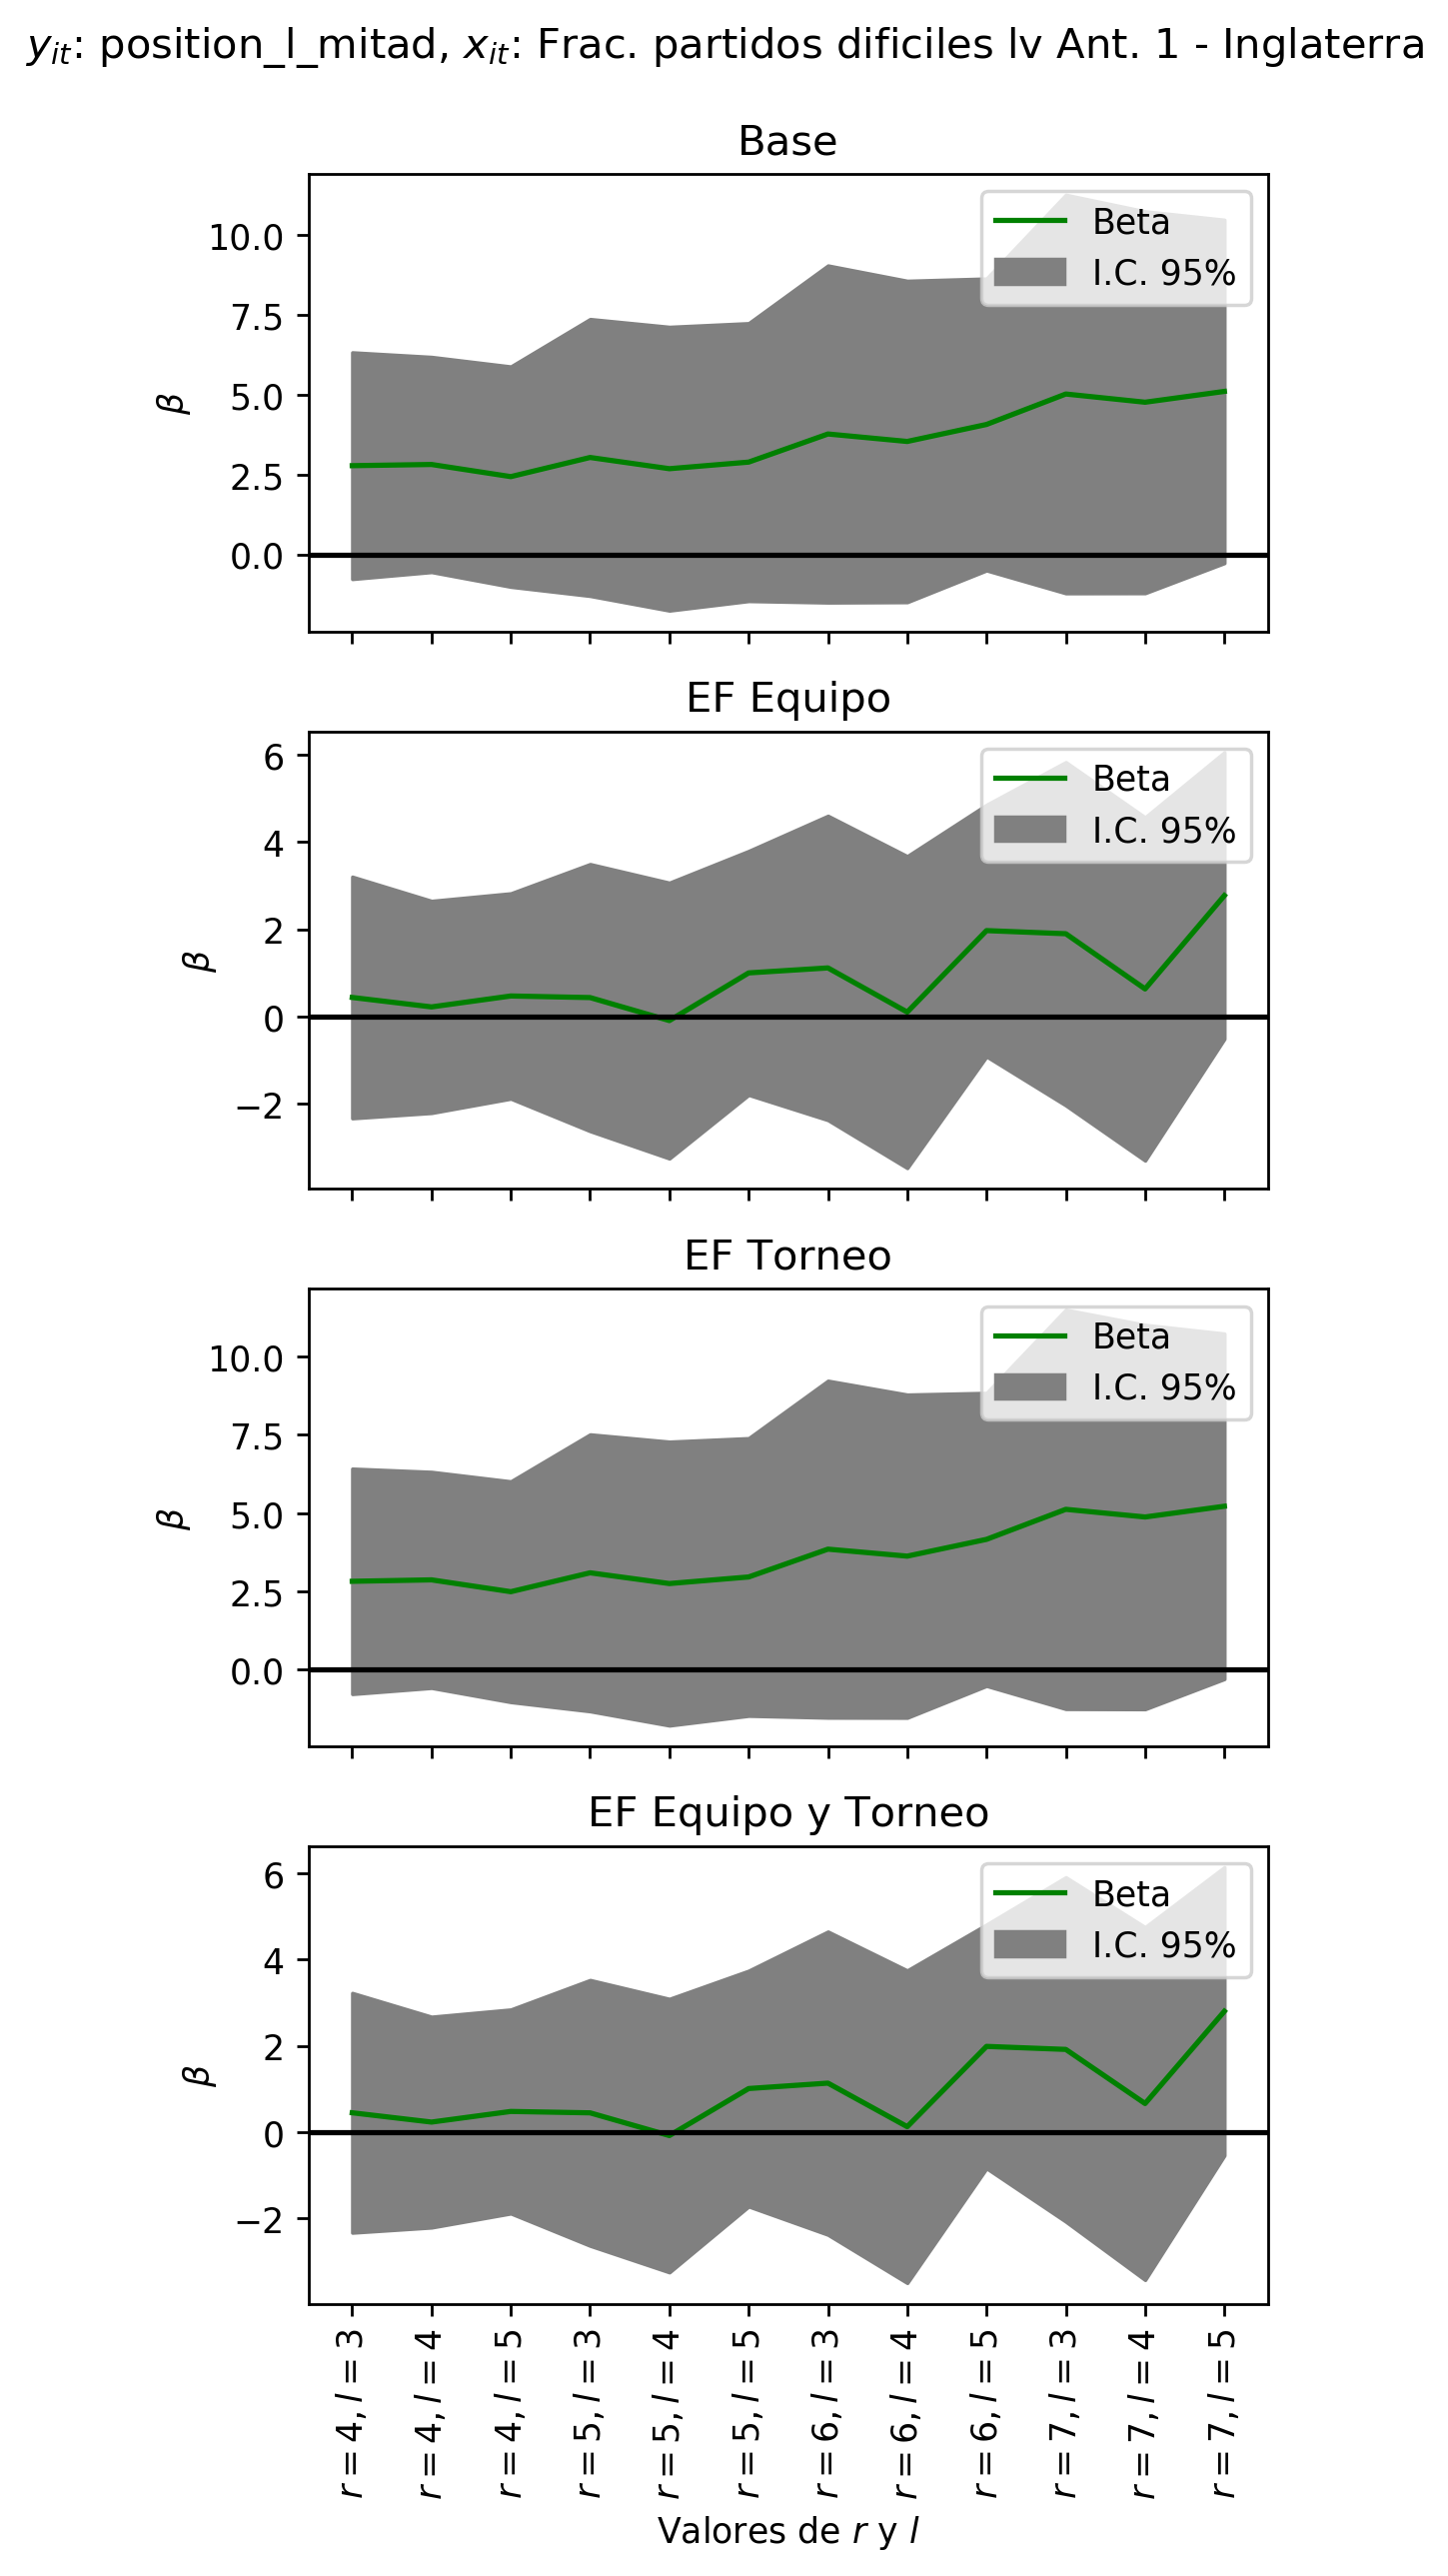 y_{it}: position_l_mitad, x_{it}: Frac. partidos dificiles lv Ant. 1 - Inglaterra
Base
10.0
7.5
5.0
2.5
0.0
β
Beta
I.C. 95%
EF Equipo
6
4
2
0
−2
β
Beta
I.C. 95%
EF Torneo
10.0
7.5
5.0
2.5
0.0
β
Beta
I.C. 95%
EF Equipo y Torneo
6
4
2
0
−2
β
Beta
I.C. 95%
r = 4, l = 3
r = 4, l = 4
r = 4, l = 5
r = 5, l = 3
r = 5, l = 4
r = 5, l = 5
r = 6, l = 3
r = 6, l = 4
r = 6, l = 5
r = 7, l = 3
r = 7, l = 4
r = 7, l = 5
Valores de r y l